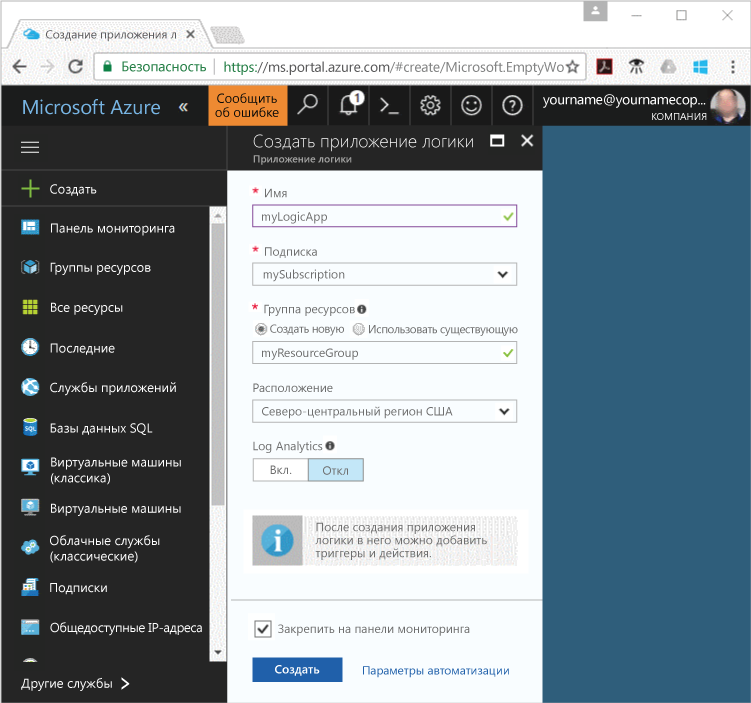 Создание приложения л
Безопасность
https://ms.portal.azure.com/#create/Microsoft.EmptyWo
Microsoft Azure
«
Сообщить
об ошибке
1
yourname@yournamecop...
КОМПАНИЯ
Создать приложение логики
Приложение логики
Создать
Панель мониторинга
Группы ресурсов
Все ресурсы
Последние
Службы приложений
SQL
Базы данных SQL
Виртуальные машины
(классика)
Виртуальные машины
Облачные службы
(классические)
Подписки
Общедоступные IP-адреса
Другие службы
* Имя
myLogicApp
* Подписка
mySubscription
* Группа ресурсов
Создать новую Использовать существующую
myResourceGroup
Расположение
Северо-центральный регион США
Log Analytics
Вкл. Откл
После создания приложения
логики в него можно добавить
триггеры и действия.
Закрепить на панели мониторинга
Создать Параметры автоматизации